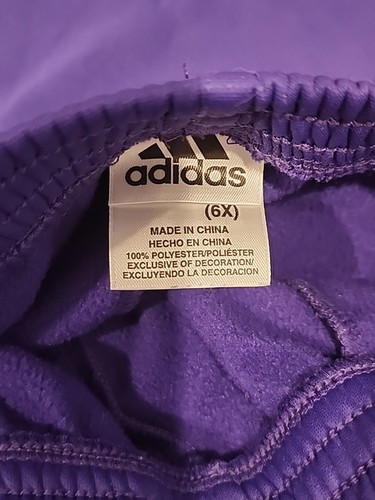 adidas
(6X)
MADE IN CHINA
HECHO EN CHINA
100% POLYESTER/POLIÉSTER
EXCLUSIVE OF DECORATION/
EXCLUYENDO LA DECORACION